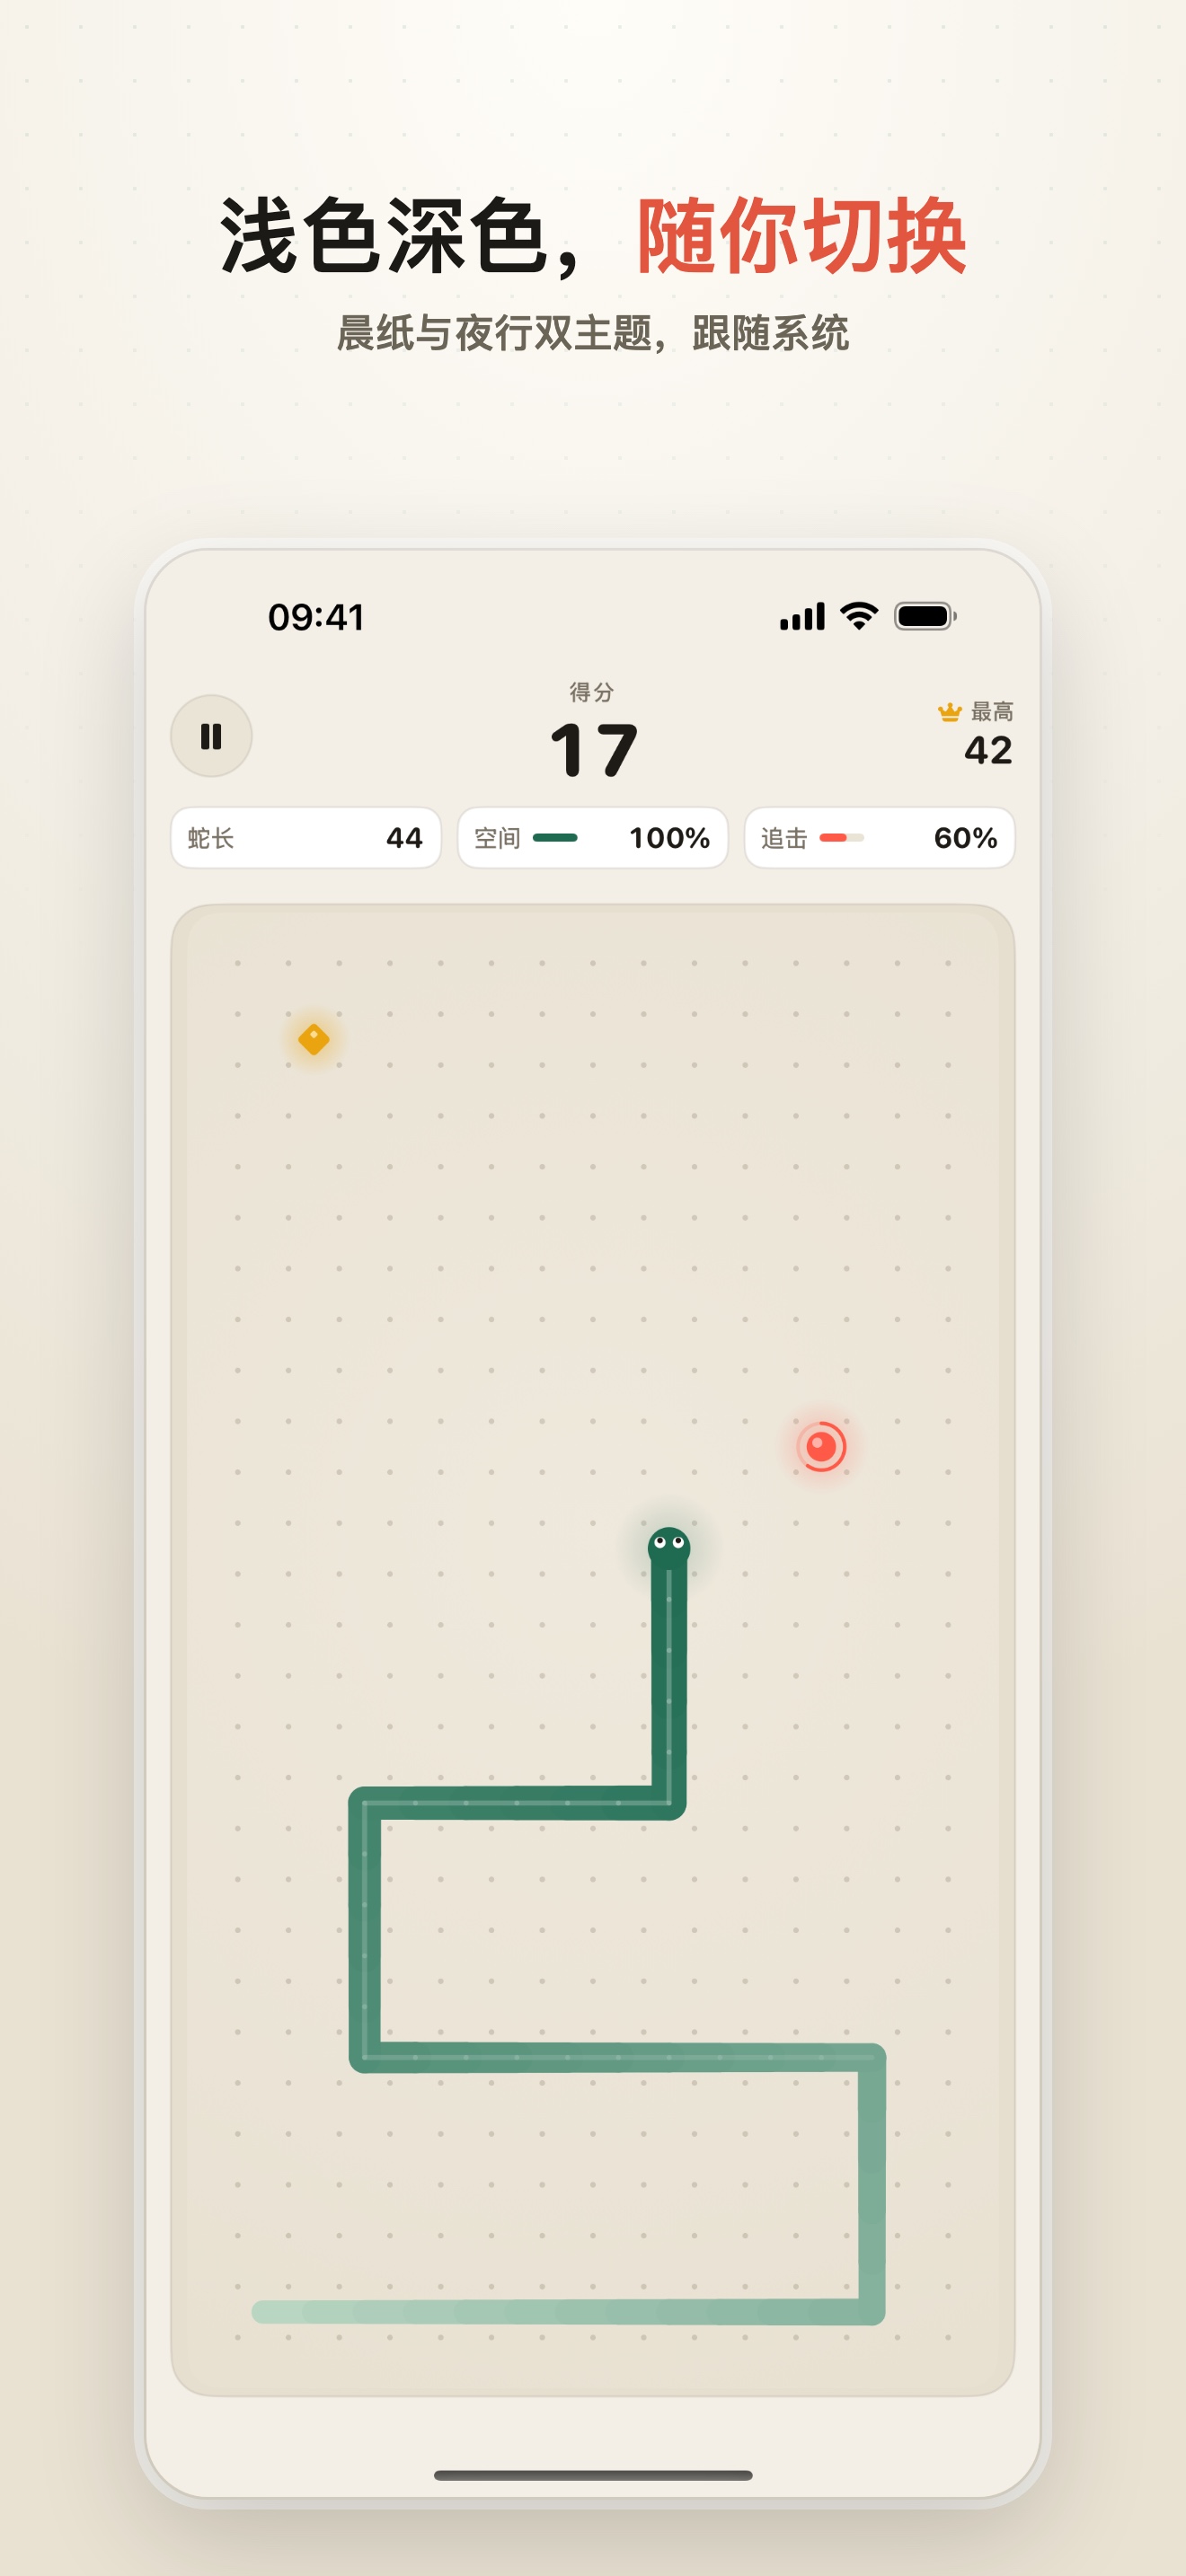 浅色深色，随你切换
晨纸与夜行双主题，跟随系统
09:41
得分
17
最高
42
蛇长 44
空间 100%
追击 60%